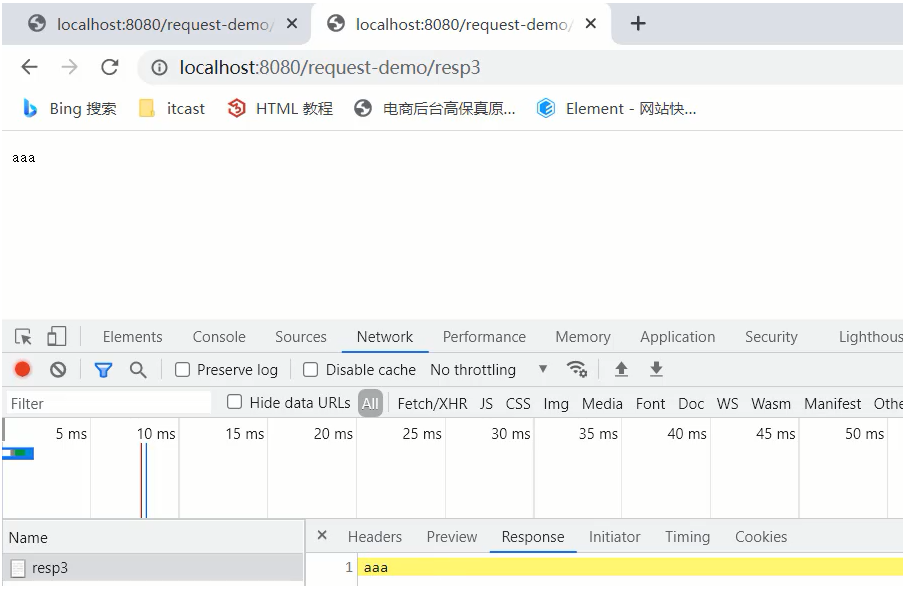 localhost:8080/request-demo/ localhost:8080/request-demo/
localhost:8080/request-demo/resp3
Bing 搜索 itcast HTML 教程 电商后台高保真原... Element - 网站快...
aaa
Elements Console Sources Network Performance Memory Application Security Lighthous
Preserve log Disable cache No throttling
Filter Hide data URLs All Fetch/XHR JS CSS Img Media Font Doc WS Wasm Manifest Othe
5 ms 10 ms 15 ms 20 ms 25 ms 30 ms 35 ms 40 ms 45 ms 50 ms
Name Headers Preview Response Initiator Timing Cookies
resp3 1 aaa